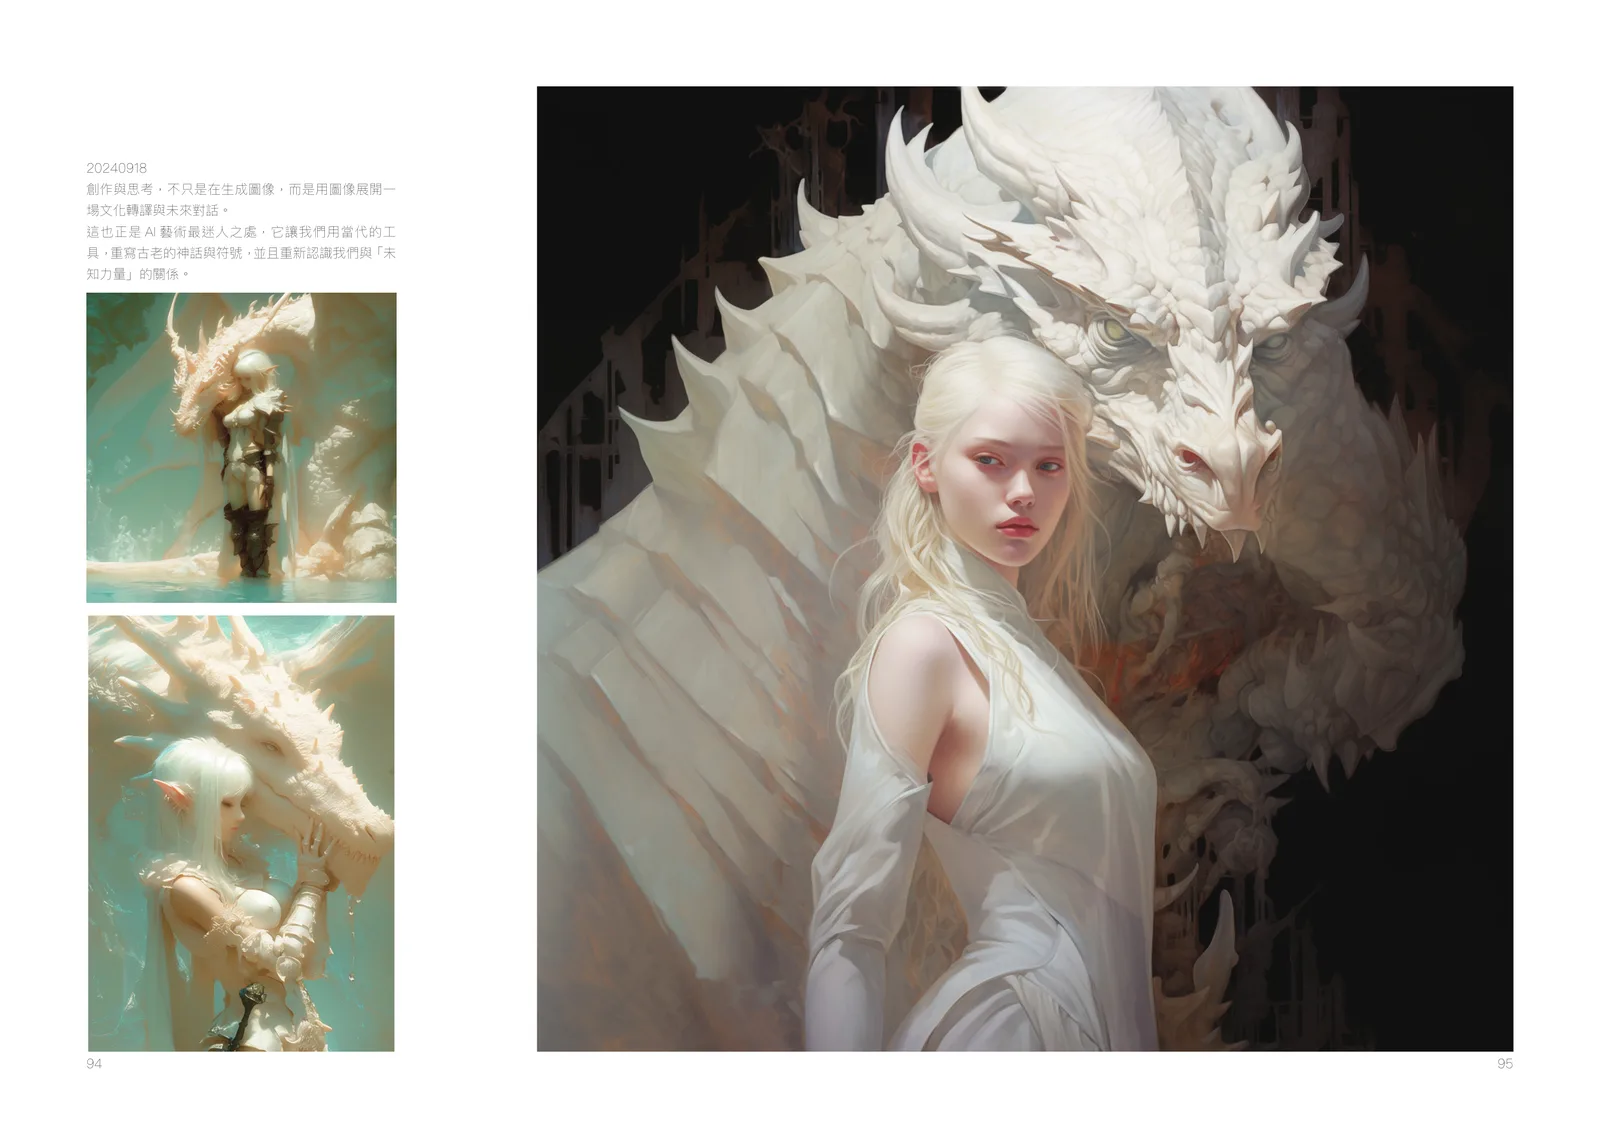 20240918
創作與思考，不只是在生成圖像，而是用圖像展開一
場文化轉譯與未來對話。
這也正是 AI 藝術最迷人之處，它讓我們用當代的工
具，重寫古老的神話與符號，並且重新認識我們與「未
知力量」的關係。
94
95